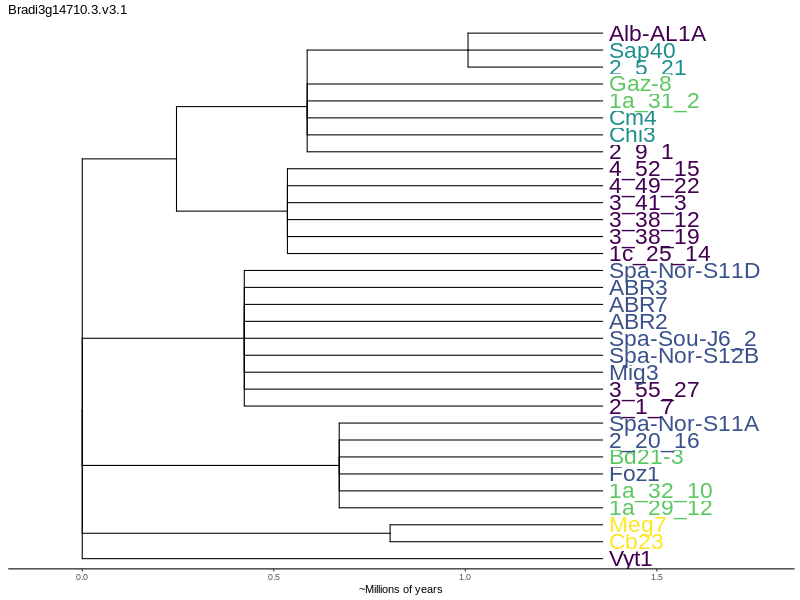 Bradi3g14710.3.v3.1
Alb-AL1A
Sap40
2_5_21
Gaz-8
1a_31_2
Cm4
Chi3
2_9_1
4_52_15
4_49_22
3_41_3
3_38_12
3_38_19
1c_25_14
Spa-Nor-S11D
ABR3
ABR7
ABR2
Spa-Sou-J6_2
Spa-Nor-S12B
Mig3
3_55_27
2_1_7
Spa-Nor-S11A
2_20_16
Bd21-3
Foz1
1a_32_10
1a_29_12
Meg7
Cb23
Vyt1
0.0 0.5 1.0 1.5
~Millions of years